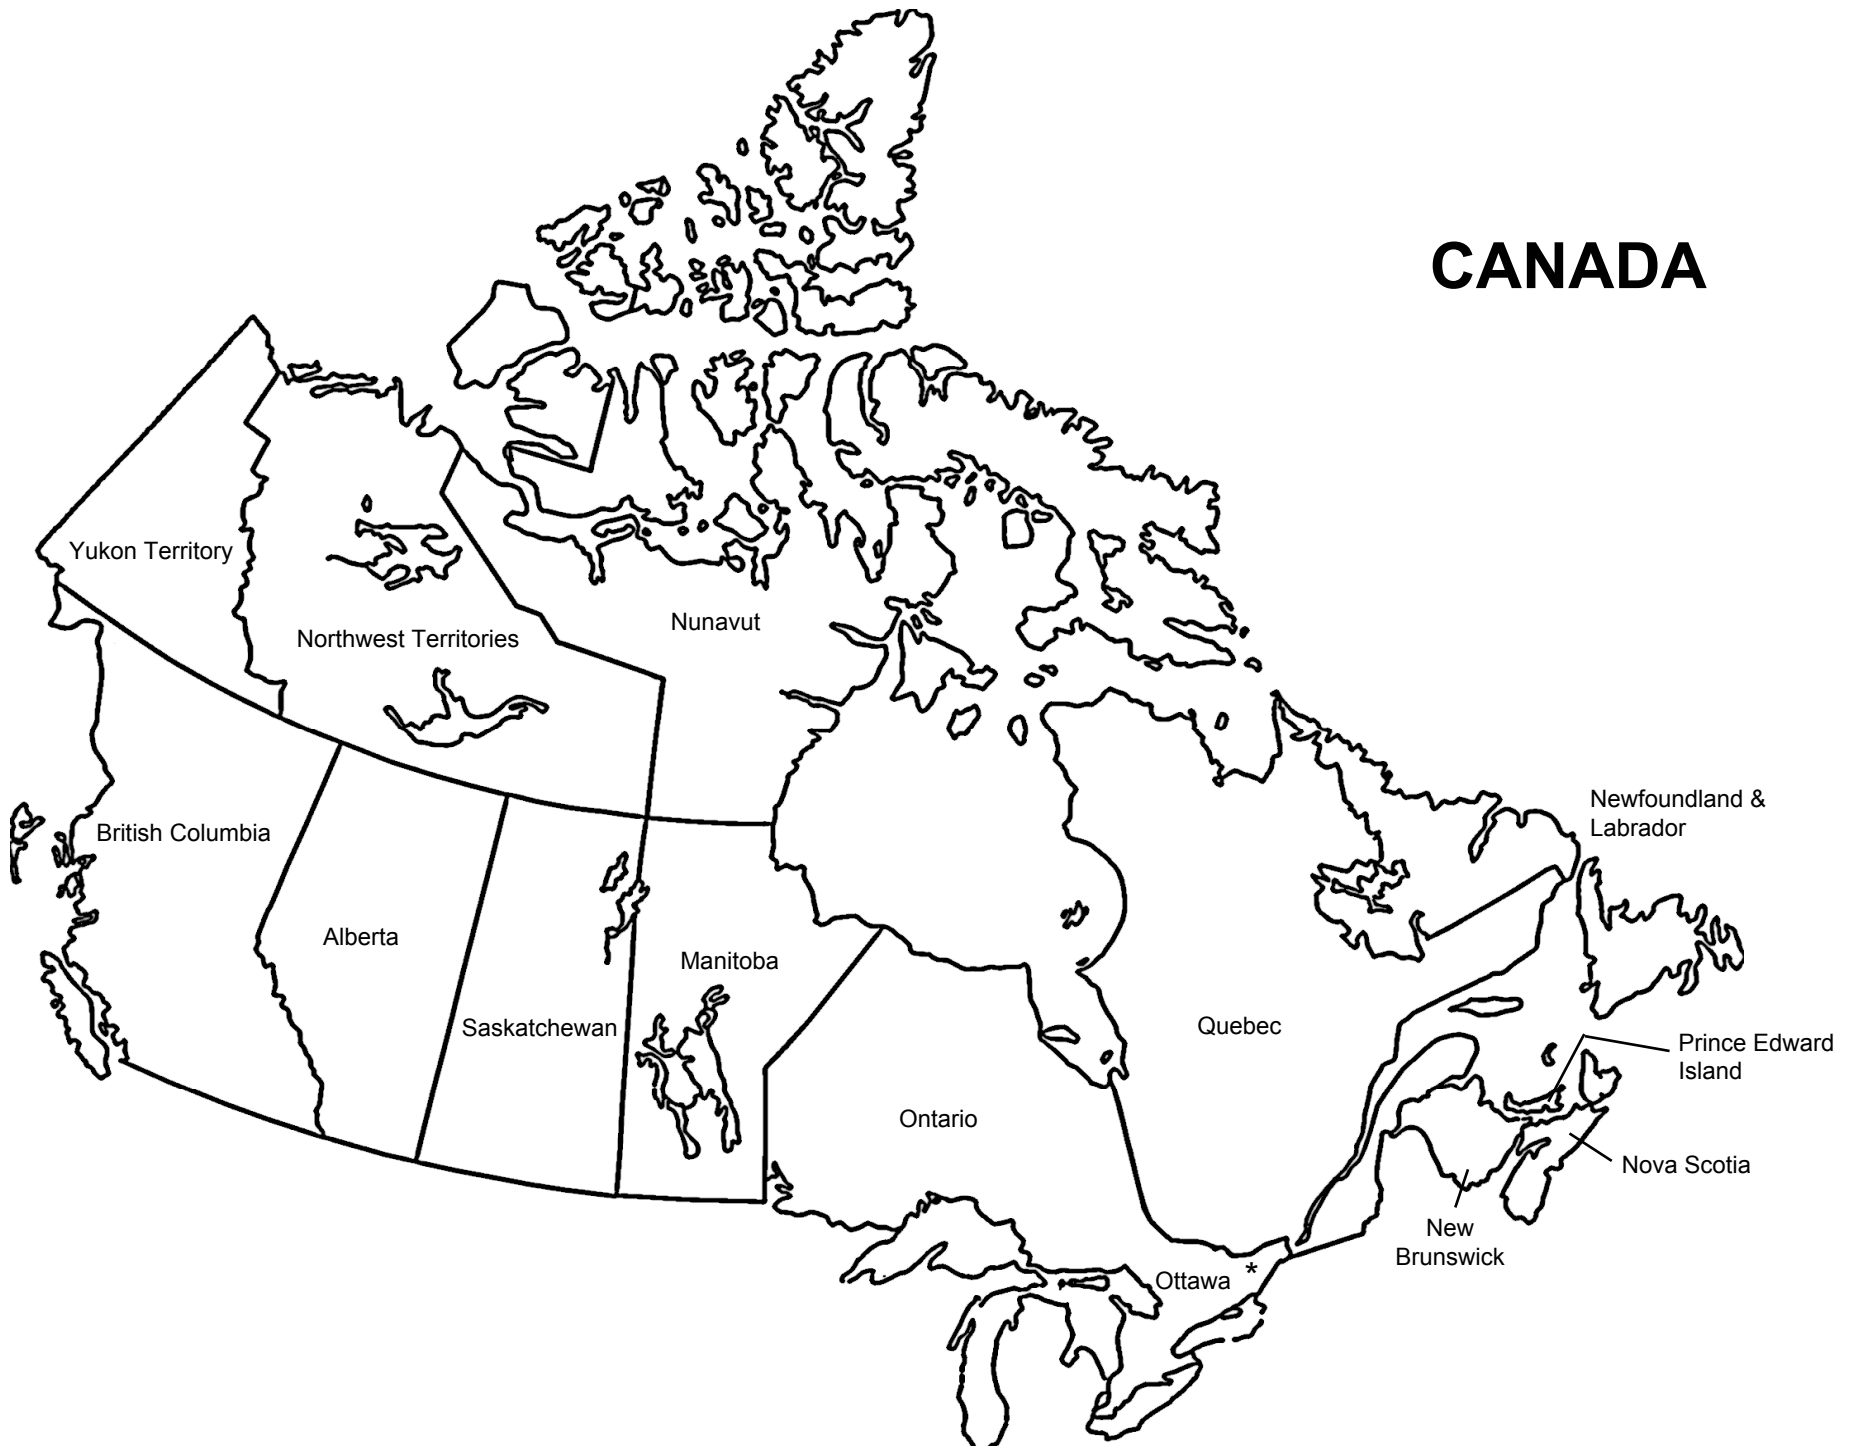 CANADA
Yukon Territory
Nunavut
Northwest Territories
Newfoundland &
Labrador
British Columbia
Alberta
Manitoba
Saskatchewan
Quebec
Prince Edward
Island
Ontario
Nova Scotia
New
Brunswick
Ottawa *